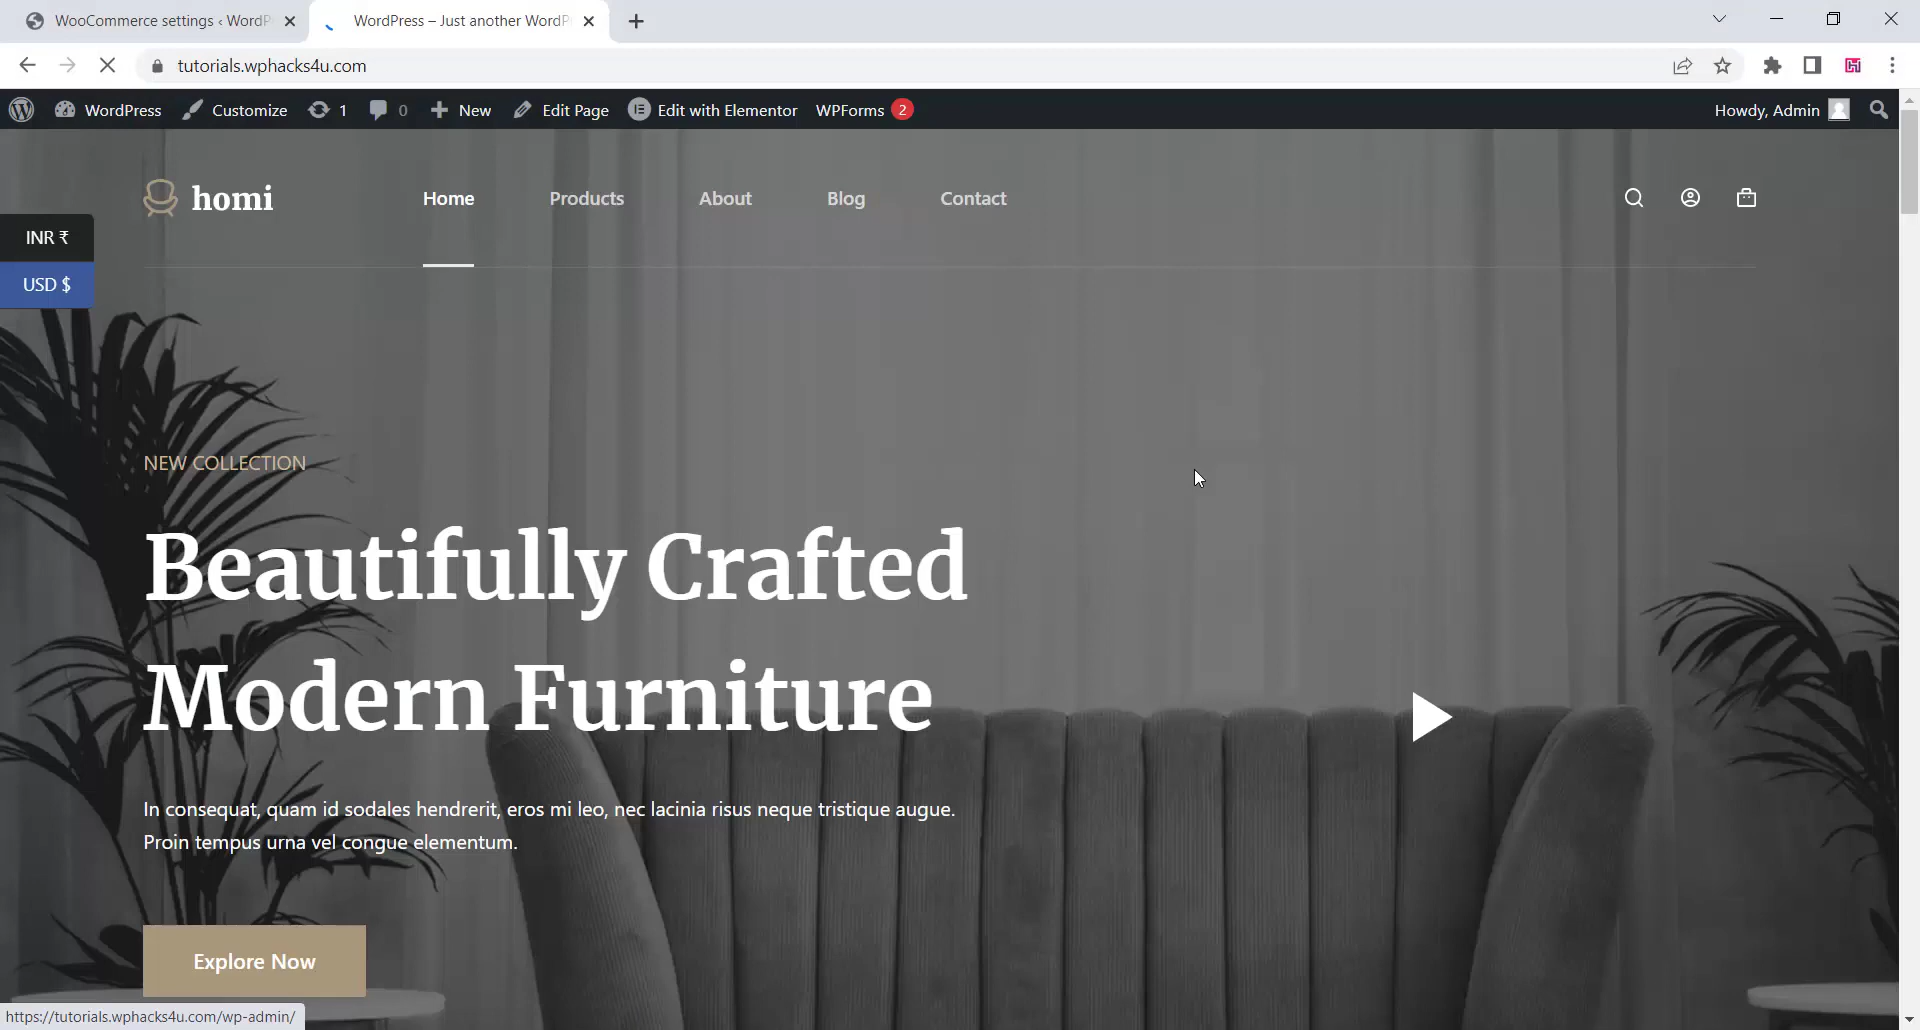 WooCommerce settings ‹ WordP
WordPress – Just another WordP
tutorials.wphacks4u.com
WordPress Customize 1 0 New Edit Page Edit with Elementor WPForms 2 Howdy, Admin
homi Home Products About Blog Contact
INR ₹
USD $
NEW COLLECTION
Beautifully Crafted
Modern Furniture
In consequat, quam id sodales hendrerit, eros mi leo, nec lacinia risus neque tristique augue.
Proin tempus urna vel congue elementum.
Explore Now
https://tutorials.wphacks4u.com/wp-admin/